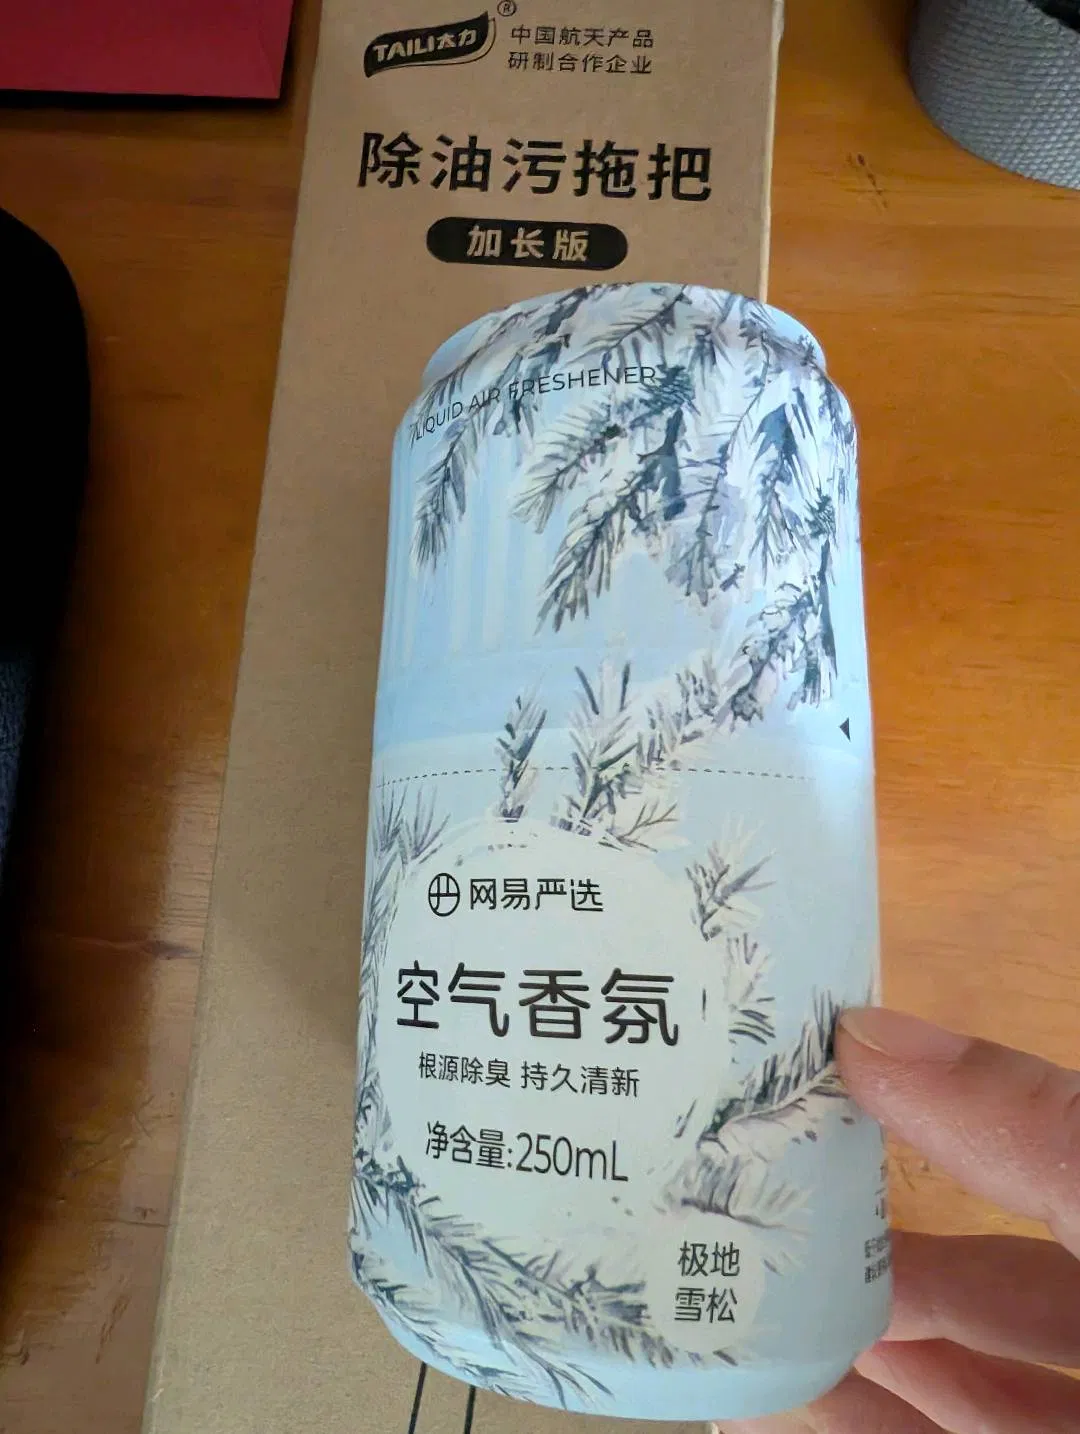 TAILI太力®
中国航天产品
研制合作企业
除油污拖把
加长版
LIQUID AIR FRESHENER
网易严选
空气香氛
根源除臭 持久清新
净含量:250mL
极地
雪松